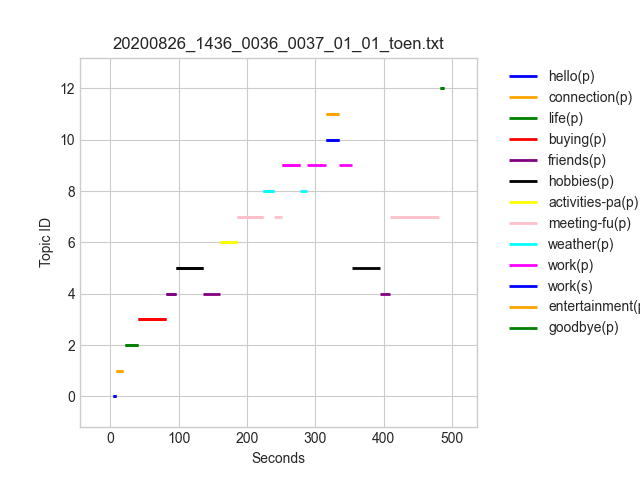 20200826_1436_0036_0037_01_01_toen.txt
Topic ID
12
10
8
6
4
2
0
0 100 200 300 400 500
Seconds
hello(p)
connection(p)
life(p)
buying(p)
friends(p)
hobbies(p)
activities-pa(p)
meeting-fu(p)
weather(p)
work(p)
work(s)
entertainment(p
goodbye(p)